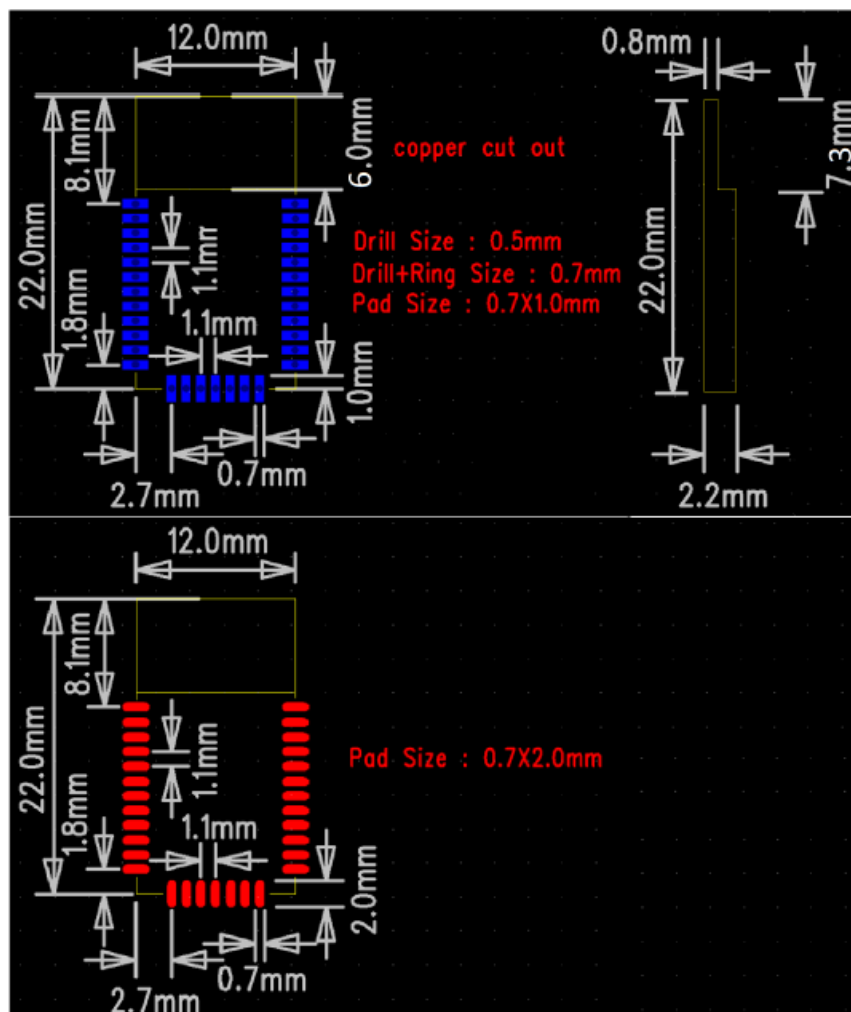 12.0mm
0.8mm
8.1mm
6.0mm
copper cut out
7.3mm
22.0mm
1.1mm
Drill Size : 0.5mm
Drill+Ring Size : 0.7mm
Pad Size : 0.7X1.0mm
22.0mm
1.8mm
1.1mm
1.0mm
0.7mm
2.7mm
2.2mm
12.0mm
8.1mm
22.0mm
1.1mm
Pad Size : 0.7X2.0mm
1.8mm
1.1mm
2.0mm
0.7mm
2.7mm